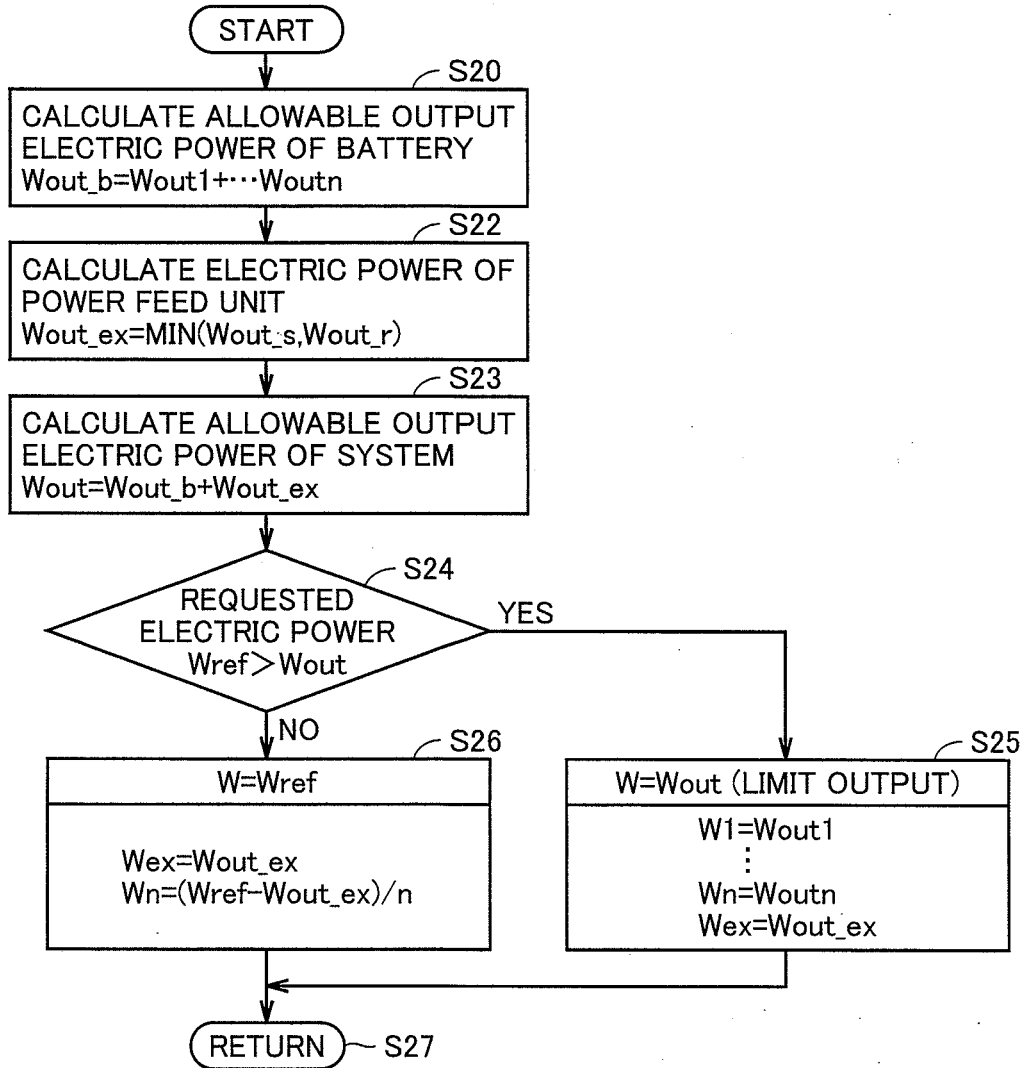 START
S20
CALCULATE ALLOWABLE OUTPUT
ELECTRIC POWER OF BATTERY
Wout_b=Wout1+⋯Woutn
S22
CALCULATE ELECTRIC POWER OF
POWER FEED UNIT
Wout_ex=MIN(Wout_s,Wout_r)
S23
CALCULATE ALLOWABLE OUTPUT
ELECTRIC POWER OF SYSTEM
Wout=Wout_b+Wout_ex
S24
REQUESTED
ELECTRIC POWER
Wref>Wout
YES
NO
S26
W=Wref
Wex=Wout_ex
Wn=(Wref-Wout_ex)/n
S25
W=Wout (LIMIT OUTPUT)
W1=Wout1
⋮
Wn=Woutn
Wex=Wout_ex
RETURN
S27